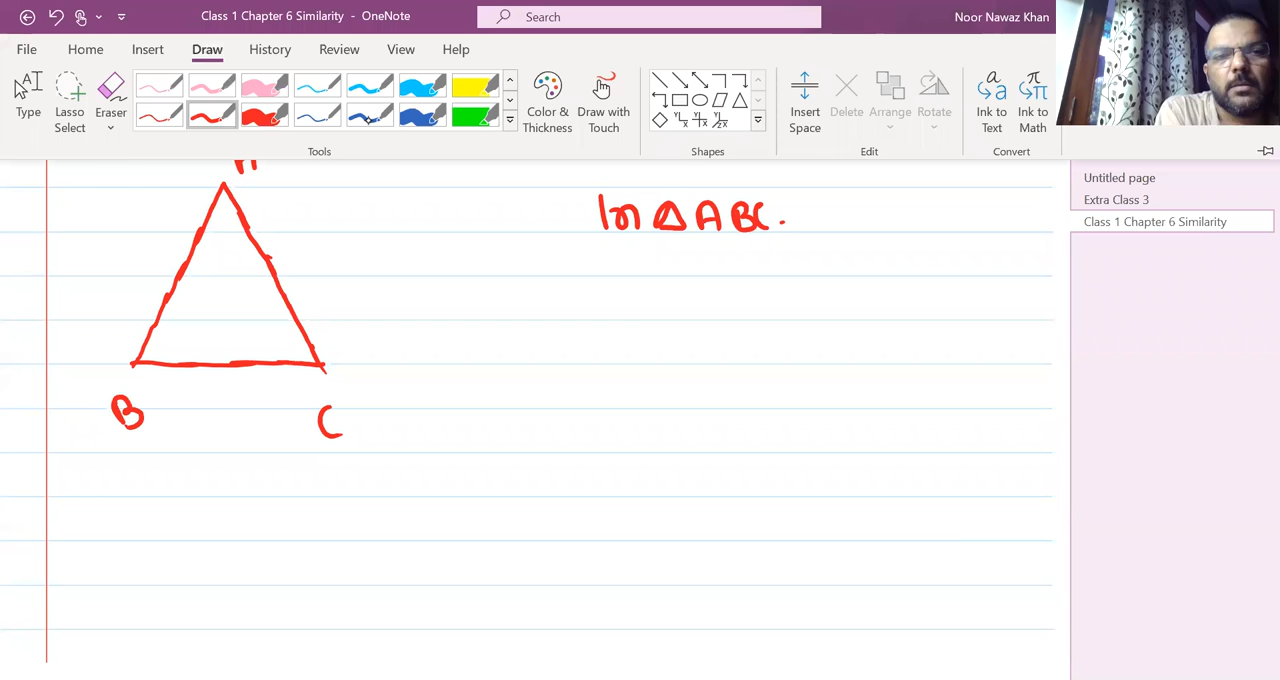 Class 1 Chapter 6 Similarity - OneNote
Search
Noor Nawaz Khan
File Home Insert Draw History Review View Help
Type
Lasso Select
Eraser
Color & Thickness
Draw with Touch
Insert Space
Delete
Arrange
Rotate
Ink to Text
Ink to Math
Tools
Shapes
Edit
Convert
Untitled page
Extra Class 3
Class 1 Chapter 6 Similarity
A
In Δ ABC.
B
C